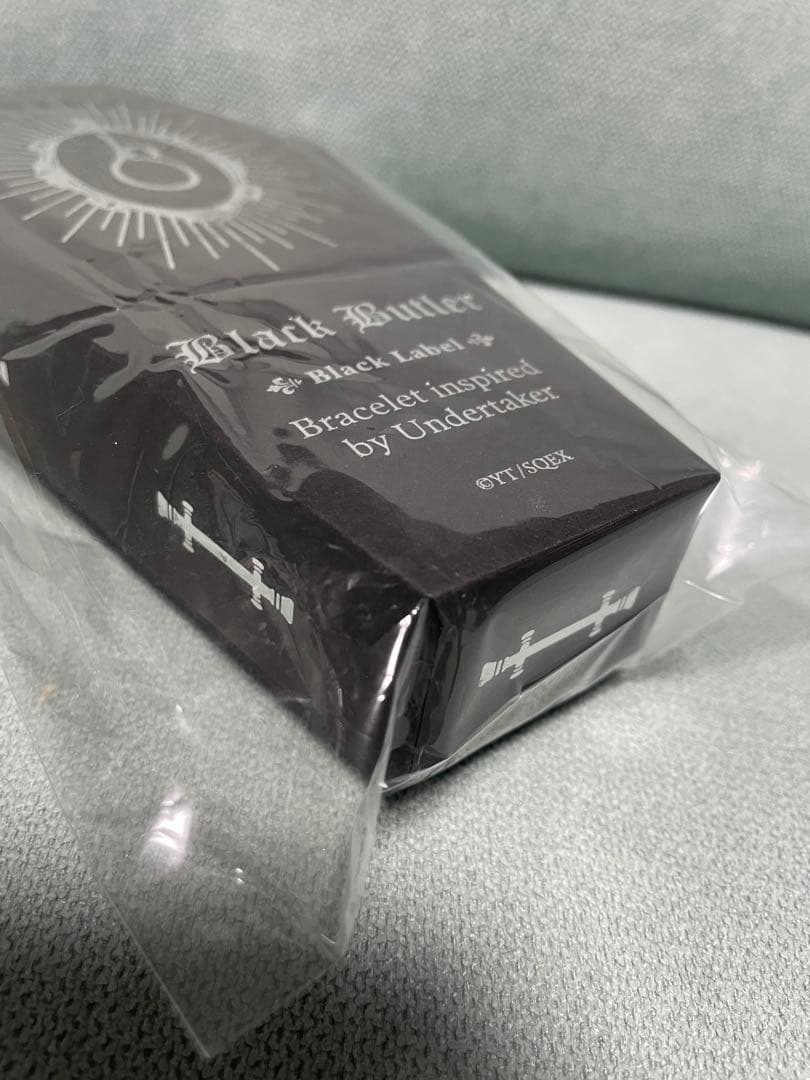 Black Butler
Black Label
Bracelet inspired
by Undertaker
©YT/SQEX